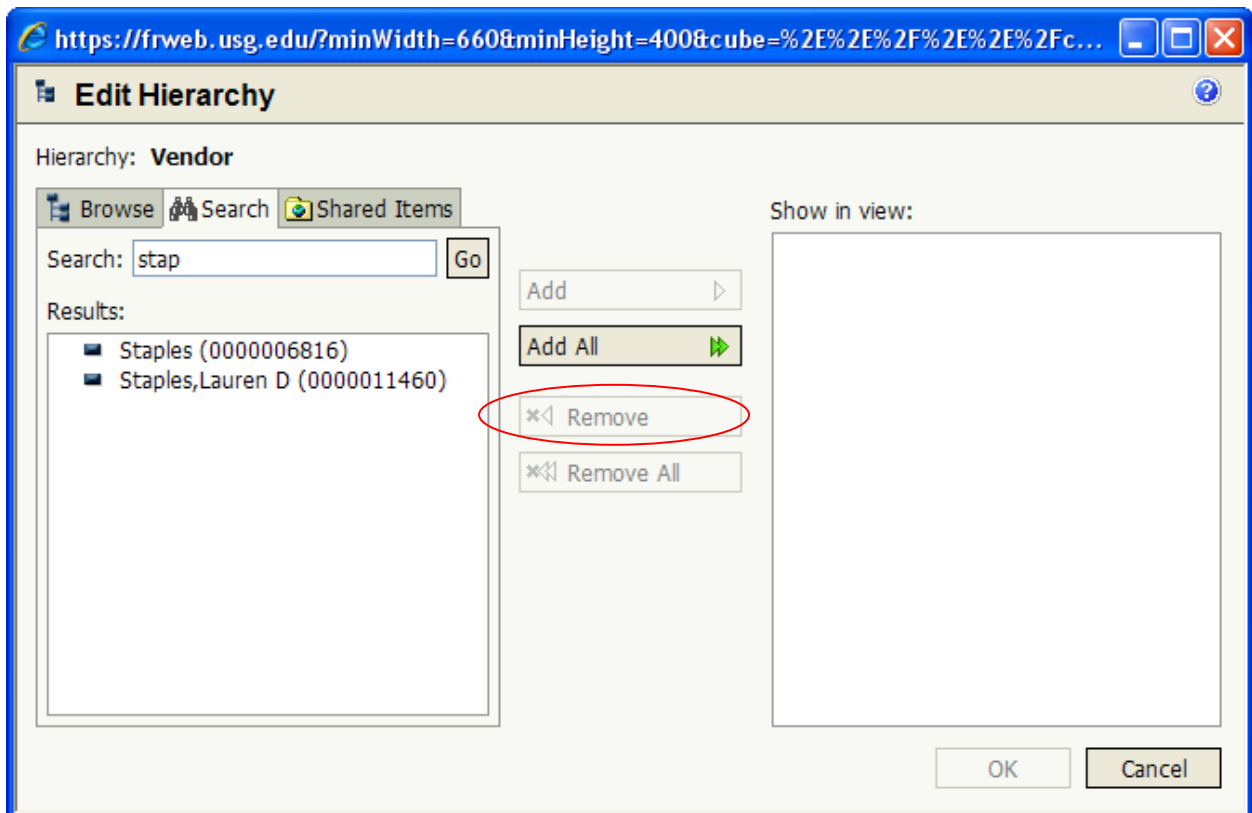 https://frweb.usg.edu/?minWidth=660&minHeight=400&cube=%2E%2E%2F%2E%2E%2Fc...
Edit Hierarchy
?
Hierarchy: Vendor
Browse Search Shared Items
Search: stap Go
Results:
Staples (0000006816)
Staples,Lauren D (0000011460)
Add
Add All
Remove
Remove All
Show in view:
OK Cancel